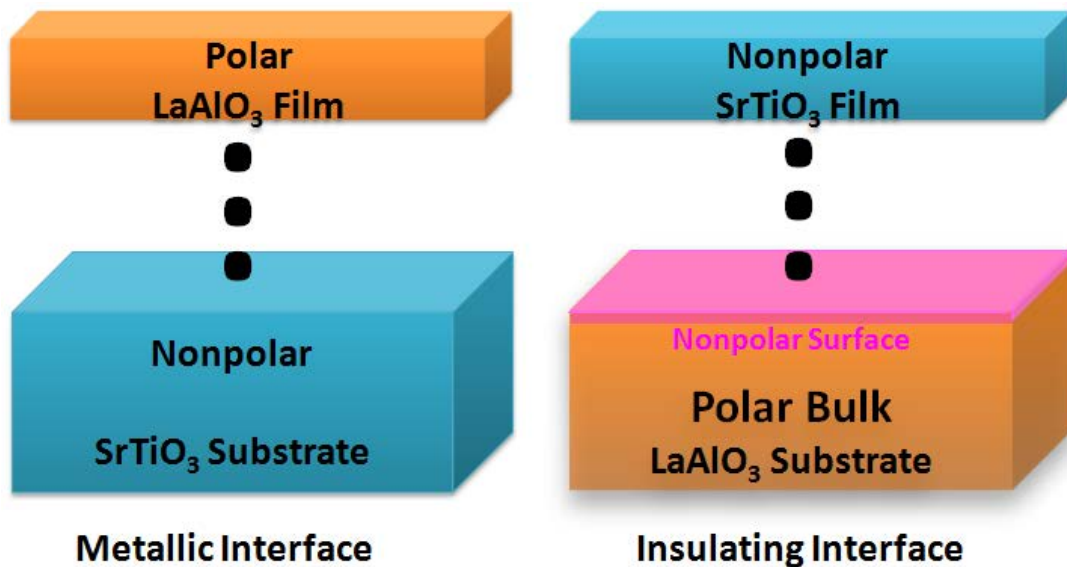 Polar
LaAlO₃ Film
Nonpolar
SrTiO₃ Substrate
Metallic Interface
Nonpolar
SrTiO₃ Film
Nonpolar Surface
Polar Bulk
LaAlO₃ Substrate
Insulating Interface